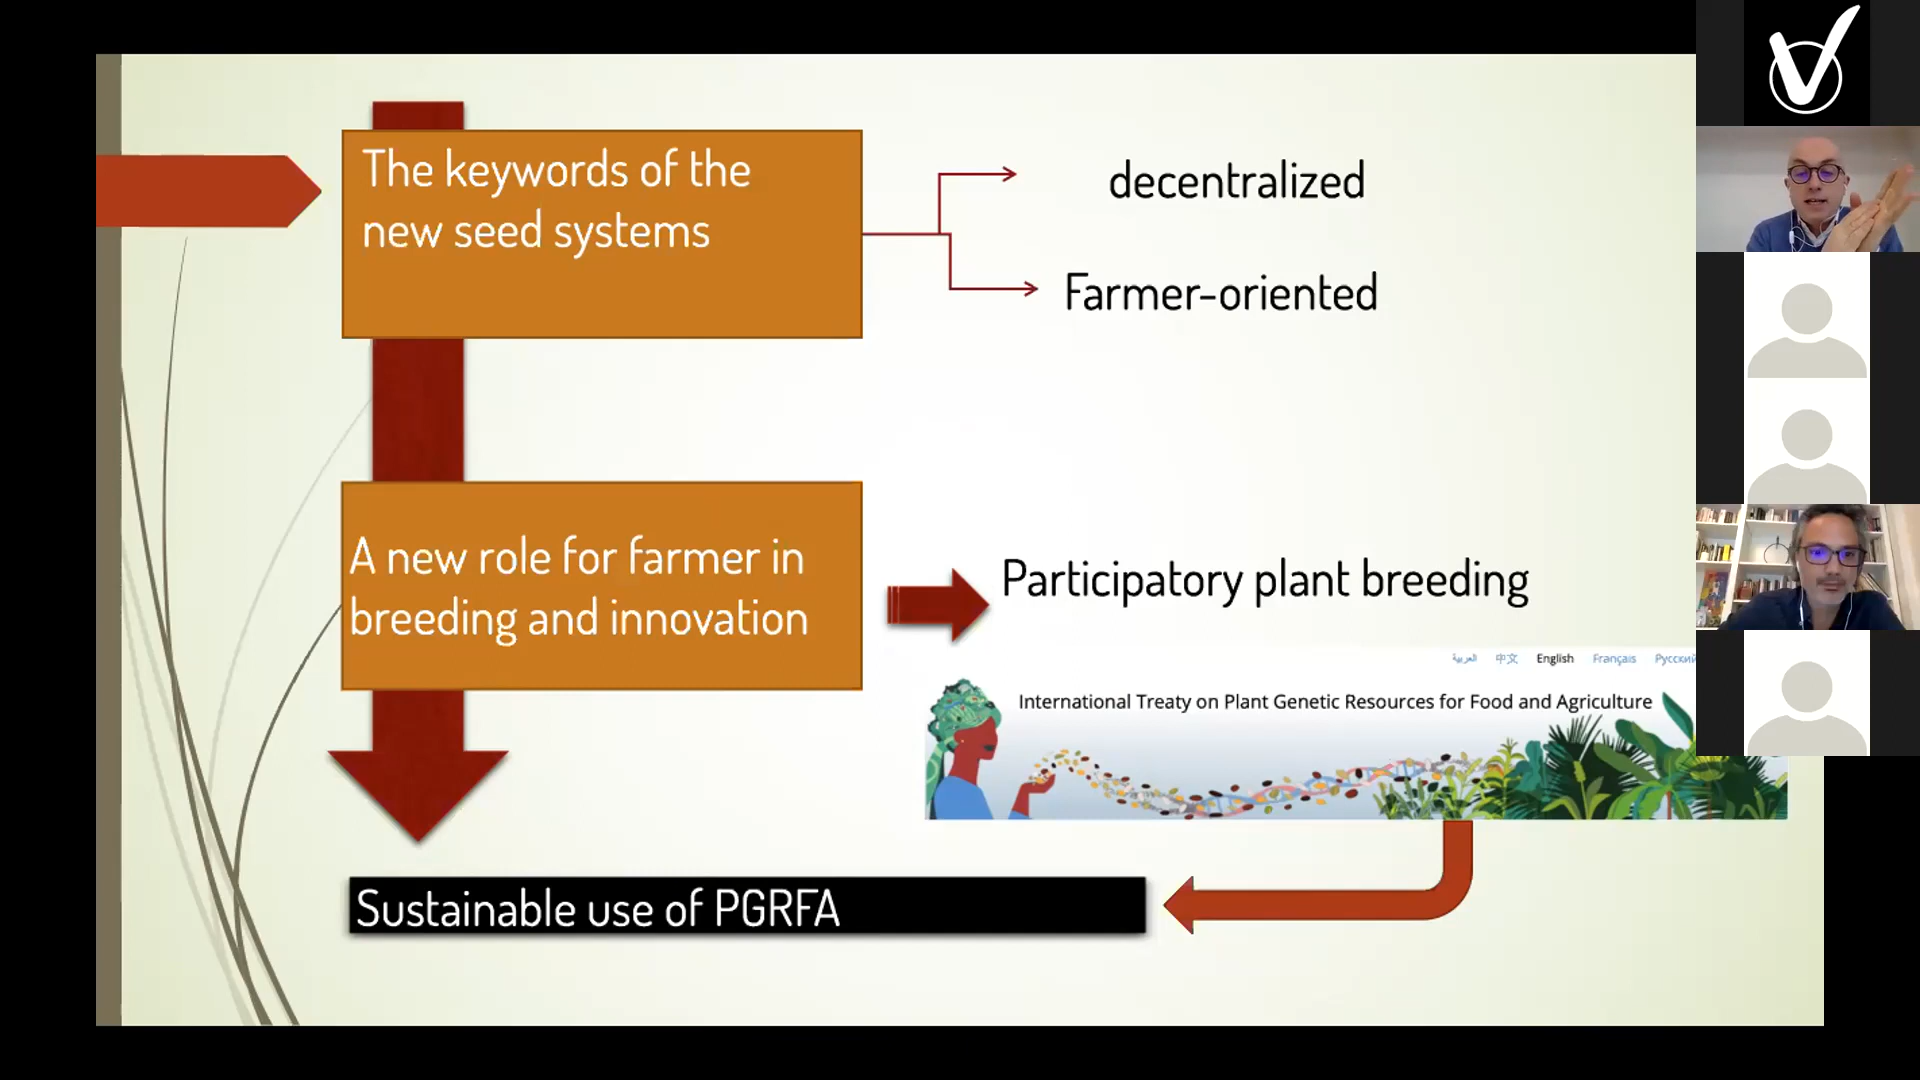 The keywords of the
new seed systems
decentralized
Farmer-oriented
A new role for farmer in
breeding and innovation
Participatory plant breeding
العربية 中文 English Français Русский
International Treaty on Plant Genetic Resources for Food and Agriculture
Sustainable use of PGRFA